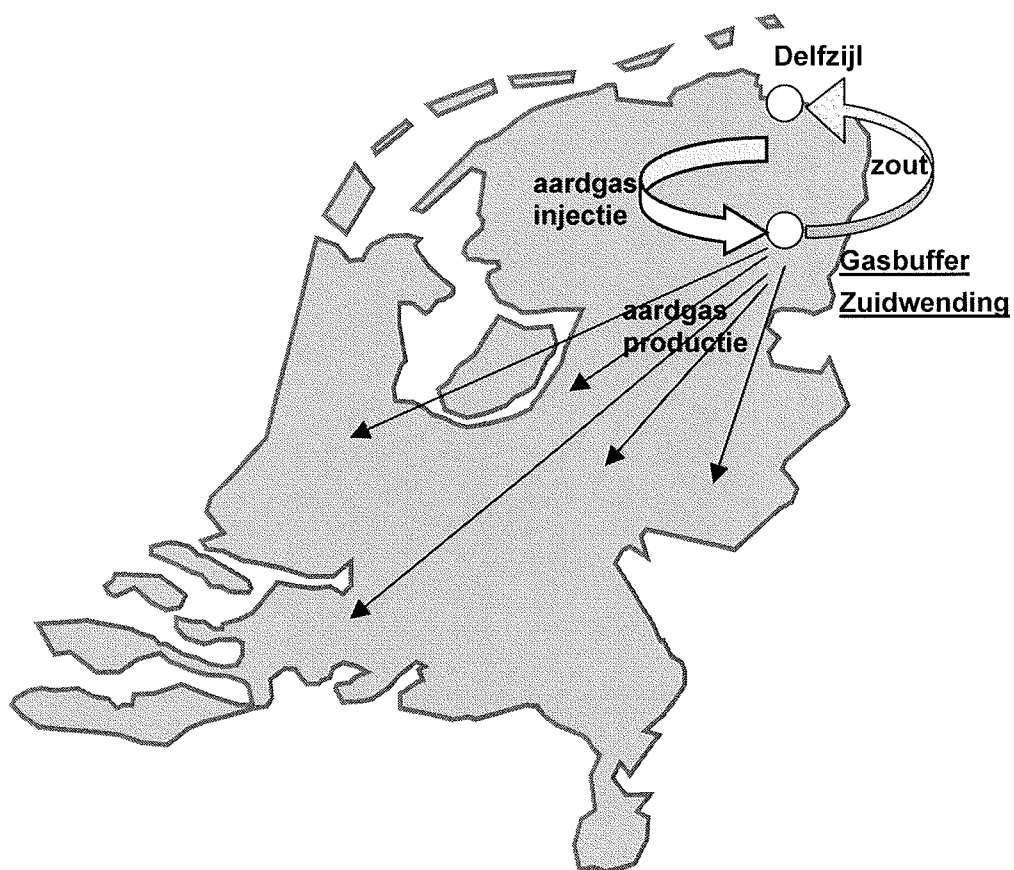 Delfzijl
zout
aardgas
injectie
Gasbuffer
Zuidwending
aardgas
productie